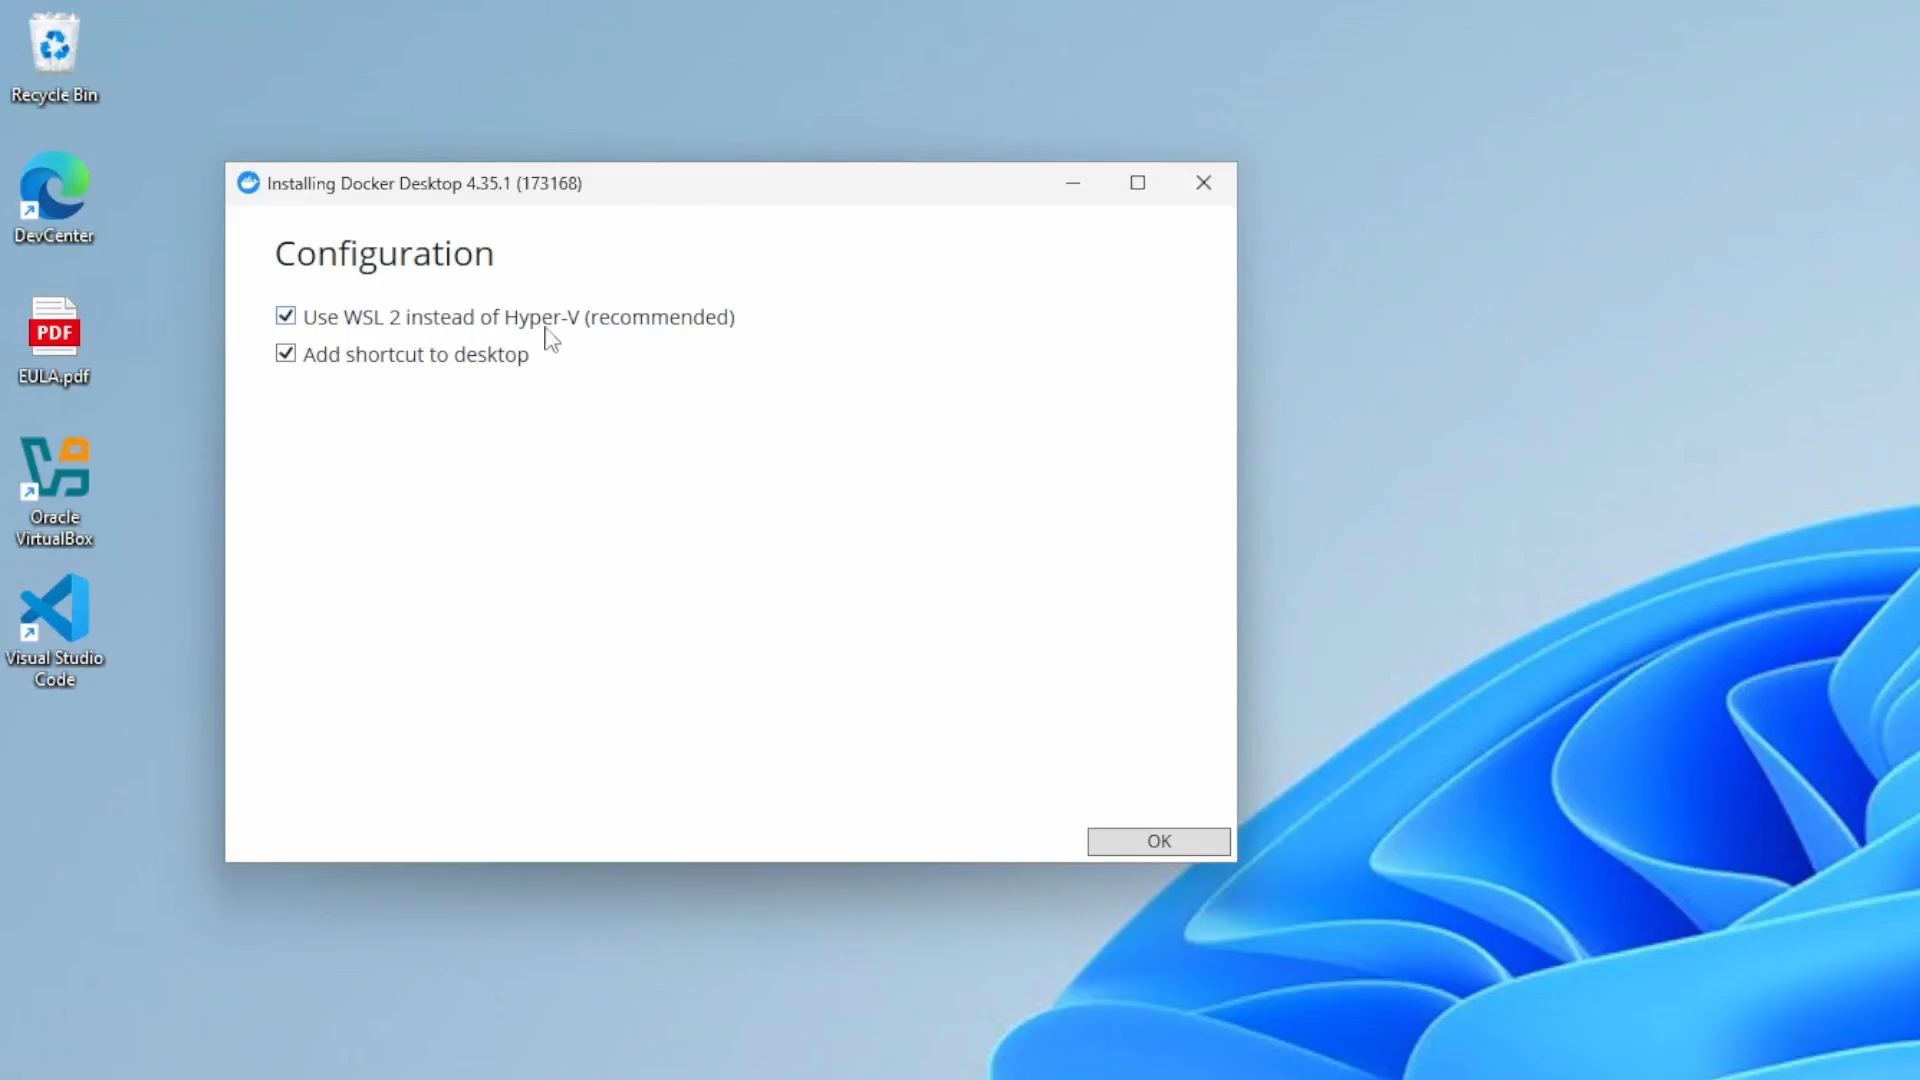 Recycle Bin
DevCenter
PDF
EULA.pdf
Oracle
VirtualBox
Visual Studio
Code
Installing Docker Desktop 4.35.1 (173168)
Configuration
Use WSL 2 instead of Hyper-V (recommended)
Add shortcut to desktop
OK